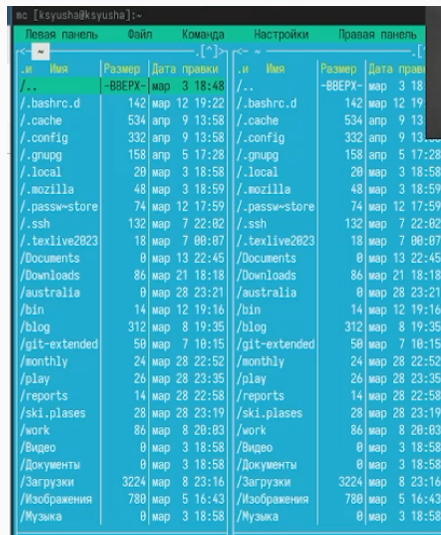 mc [ksyusha@ksyusha]:~
Левая панель Файл Команда Настройки Правая панель
<— ~ .[^]> <— ~ .[^
.и Имя Размер Дата правки .и Имя Размер Дата прав
/.. -ВВЕРХ- мар 3 18:48 /.. -ВВЕРХ- мар 3 18
/.bashrc.d 142 мар 12 19:22 /.bashrc.d 142 мар 12 19
/.cache 534 апр 9 13:58 /.cache 534 апр 9 13
/.config 332 апр 9 13:58 /.config 332 апр 9 13:58
/.gnupg 158 апр 5 17:28 /.gnupg 158 апр 5 17:28
/.local 20 мар 3 18:58 /.local 20 мар 3 18:58
/.mozilla 48 мар 3 18:59 /.mozilla 48 мар 3 18:59
/.passw~store 74 мар 12 17:59 /.passw~store 74 мар 12 17:59
/.ssh 132 мар 7 22:02 /.ssh 132 мар 7 22:02
/.texlive2023 18 мар 7 00:07 /.texlive2023 18 мар 7 00:07
/Documents 0 мар 13 22:45 /Documents 0 мар 13 22:45
/Downloads 86 мар 21 18:18 /Downloads 86 мар 21 18:18
/australia 0 мар 28 23:21 /australia 0 мар 28 23:21
/bin 14 мар 12 19:16 /bin 14 мар 12 19:16
/blog 312 мар 8 19:35 /blog 312 мар 8 19:35
/git-extended 50 мар 7 10:15 /git-extended 50 мар 7 10:15
/monthly 24 мар 28 22:52 /monthly 24 мар 28 22:52
/play 26 мар 28 23:35 /play 26 мар 28 23:35
/reports 14 мар 28 22:58 /reports 14 мар 28 22:58
/ski.plases 28 мар 28 23:19 /ski.plases 28 мар 28 23:19
/work 86 мар 8 20:03 /work 86 мар 8 20:03
/Видео 0 мар 3 18:58 /Видео 0 мар 3 18:58
/Документы 0 мар 3 18:58 /Документы 0 мар 3 18:58
/Загрузки 3224 мар 8 23:16 /Загрузки 3224 мар 8 23:16
/Изображения 780 мар 5 16:43 /Изображения 780 мар 5 16:43
/Музыка 0 мар 3 18:58 /Музыка 0 мар 3 18:58